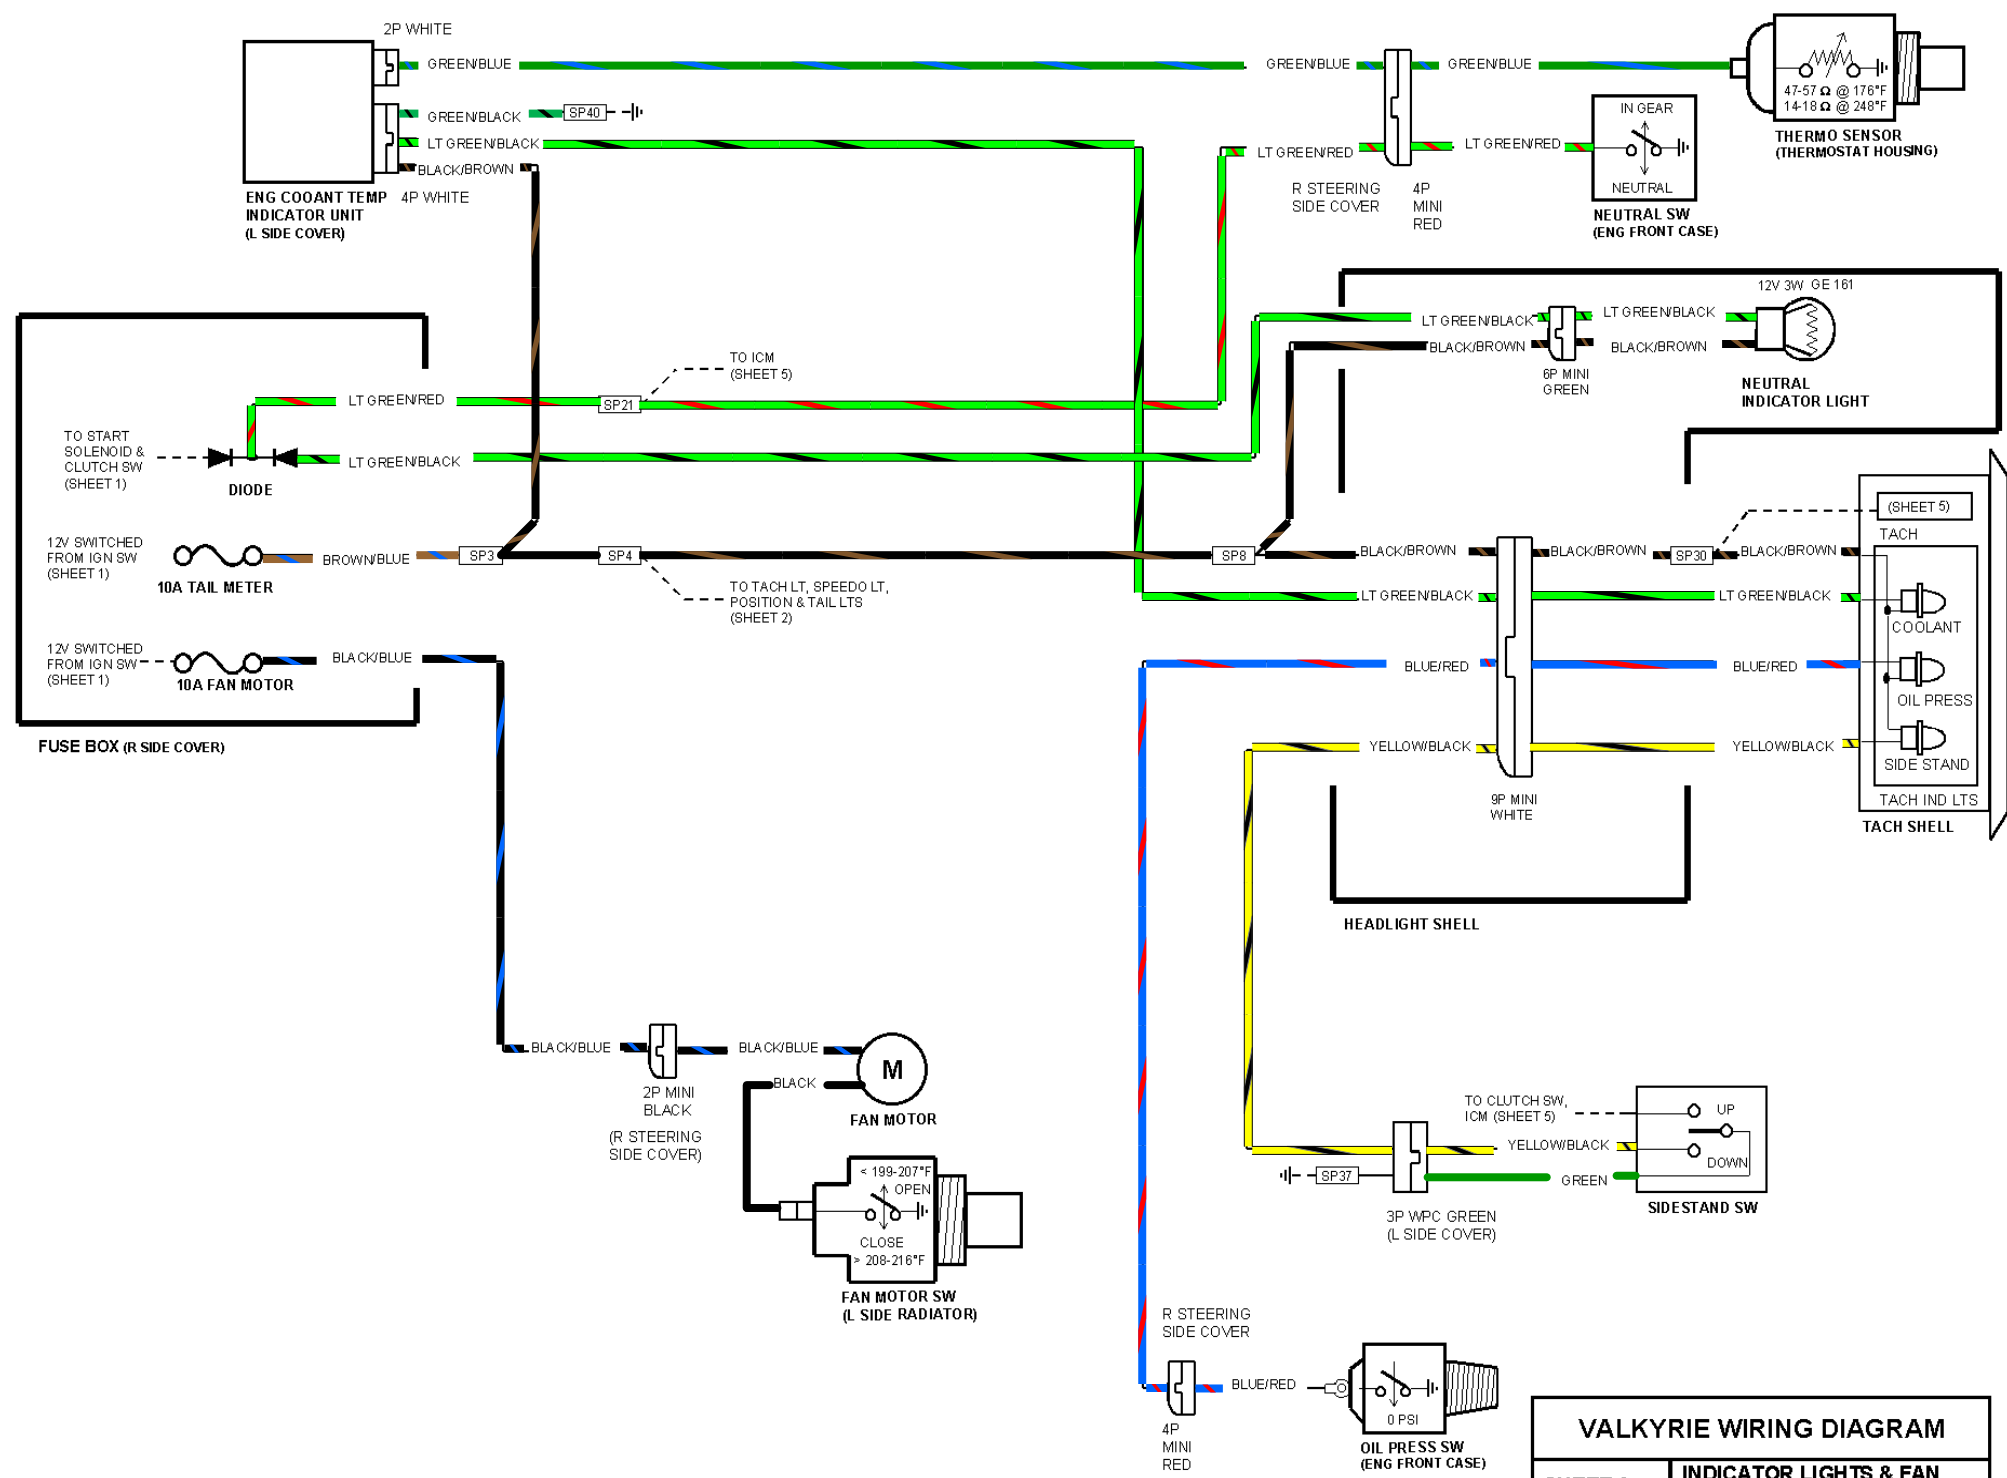 2P WHITE
GREEN/BLUE
GREEN/BLUE
GREEN/BLUE
47-57 Ω @ 176°F
14-18 Ω @ 248°F
THERMO SENSOR
(THERMOSTAT HOUSING)
GREEN/BLACK
SP40
LT GREEN/BLACK
BLACK/BROWN
4P WHITE
ENG COOANT TEMP
INDICATOR UNIT
(L SIDE COVER)
LT GREEN/RED
LT GREEN/RED
R STEERING
SIDE COVER
4P
MINI
RED
IN GEAR
NEUTRAL
NEUTRAL SW
(ENG FRONT CASE)
12V 3W GE 161
LT GREEN/BLACK
LT GREEN/BLACK
BLACK/BROWN
BLACK/BROWN
6P MINI
GREEN
NEUTRAL
INDICATOR LIGHT
TO ICM
(SHEET 5)
LT GREEN/RED
SP21
TO START
SOLENOID &
CLUTCH SW
(SHEET 1)
LT GREEN/BLACK
DIODE
12V SWITCHED
FROM IGN SW
(SHEET 1)
BROWN/BLUE
10A TAIL METER
SP3
SP4
SP8
TO TACH LT, SPEEDO LT,
POSITION & TAIL LTS
(SHEET 2)
BLACK/BROWN
BLACK/BROWN
SP30
BLACK/BROWN
(SHEET 5)
TACH
LT GREEN/BLACK
LT GREEN/BLACK
COOLANT
12V SWITCHED
FROM IGN SW
(SHEET 1)
BLACK/BLUE
10A FAN MOTOR
FUSE BOX (R SIDE COVER)
BLUE/RED
BLUE/RED
OIL PRESS
YELLOW/BLACK
YELLOW/BLACK
SIDE STAND
TACH IND LTS
TACH SHELL
9P MINI
WHITE
HEADLIGHT SHELL
BLACK/BLUE
BLACK/BLUE
2P MINI
BLACK
(R STEERING
SIDE COVER)
BLACK
M
FAN MOTOR
< 199-207°F
OPEN
CLOSE
> 208-216°F
FAN MOTOR SW
(L SIDE RADIATOR)
TO CLUTCH SW,
ICM (SHEET 5)
UP
YELLOW/BLACK
DOWN
SP37
GREEN
SIDESTAND SW
3P WPC GREEN
(L SIDE COVER)
R STEERING
SIDE COVER
BLUE/RED
4P
MINI
RED
0 PSI
OIL PRESS SW
(ENG FRONT CASE)
VALKYRIE WIRING DIAGRAM
INDICATOR LIGHTS & FAN